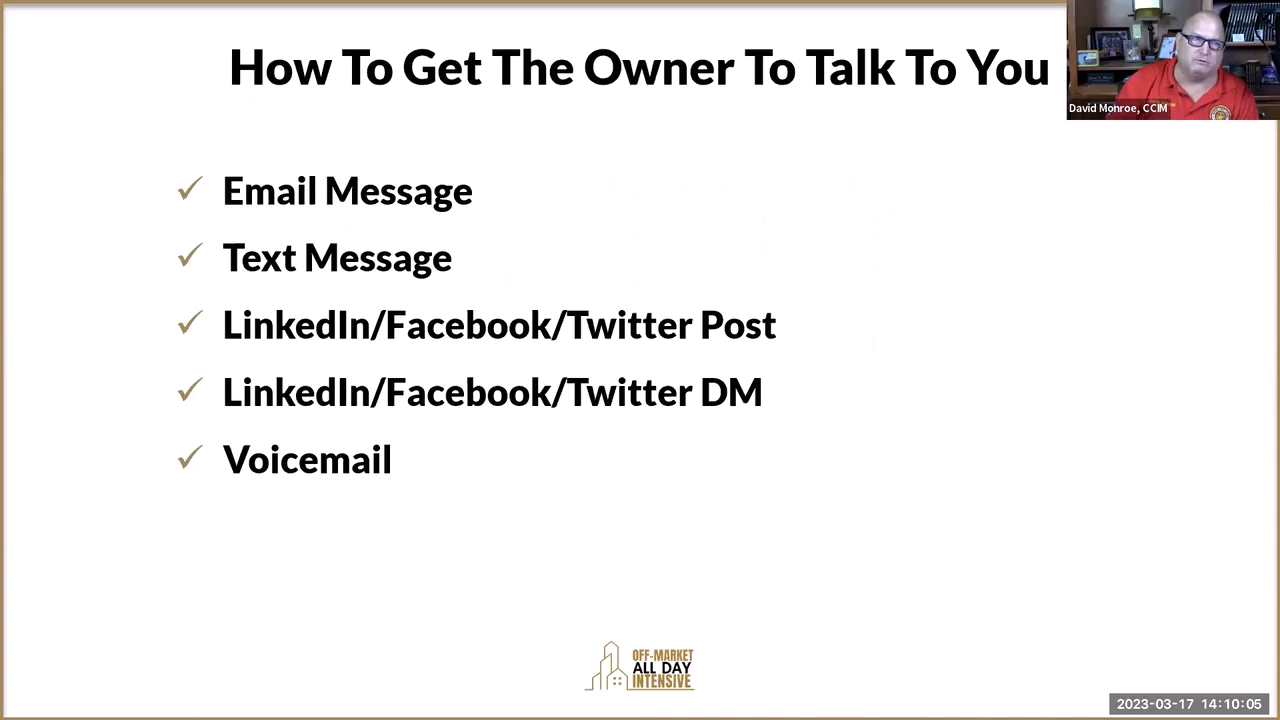 How To Get The Owner To Talk To You
David Monroe, CCIM
Email Message
Text Message
LinkedIn/Facebook/Twitter Post
LinkedIn/Facebook/Twitter DM
Voicemail
OFF-MARKET
ALL DAY
INTENSIVE
2023-03-17 14:10:05